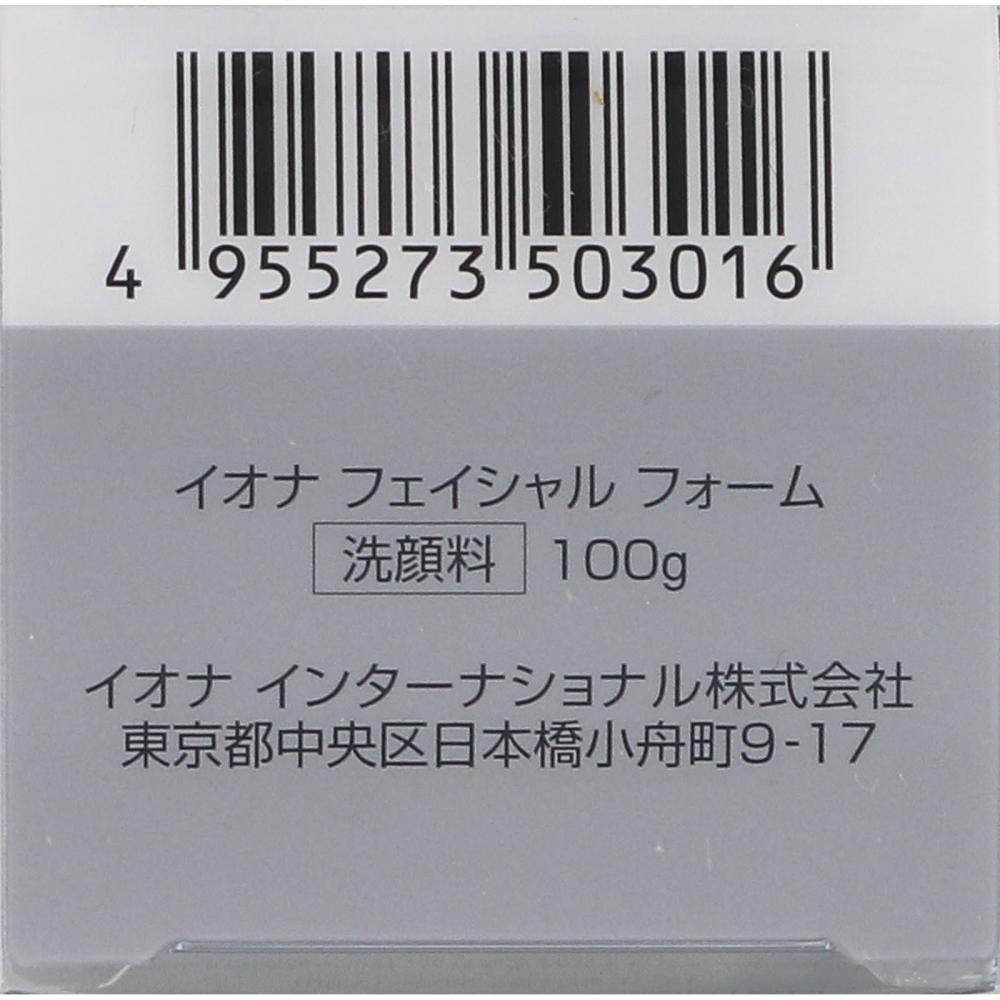 4 955273 503016
イオナ フェイシャル フォーム
洗顔料 100g
イオナ インターナショナル株式会社
東京都中央区日本橋小舟町9-17